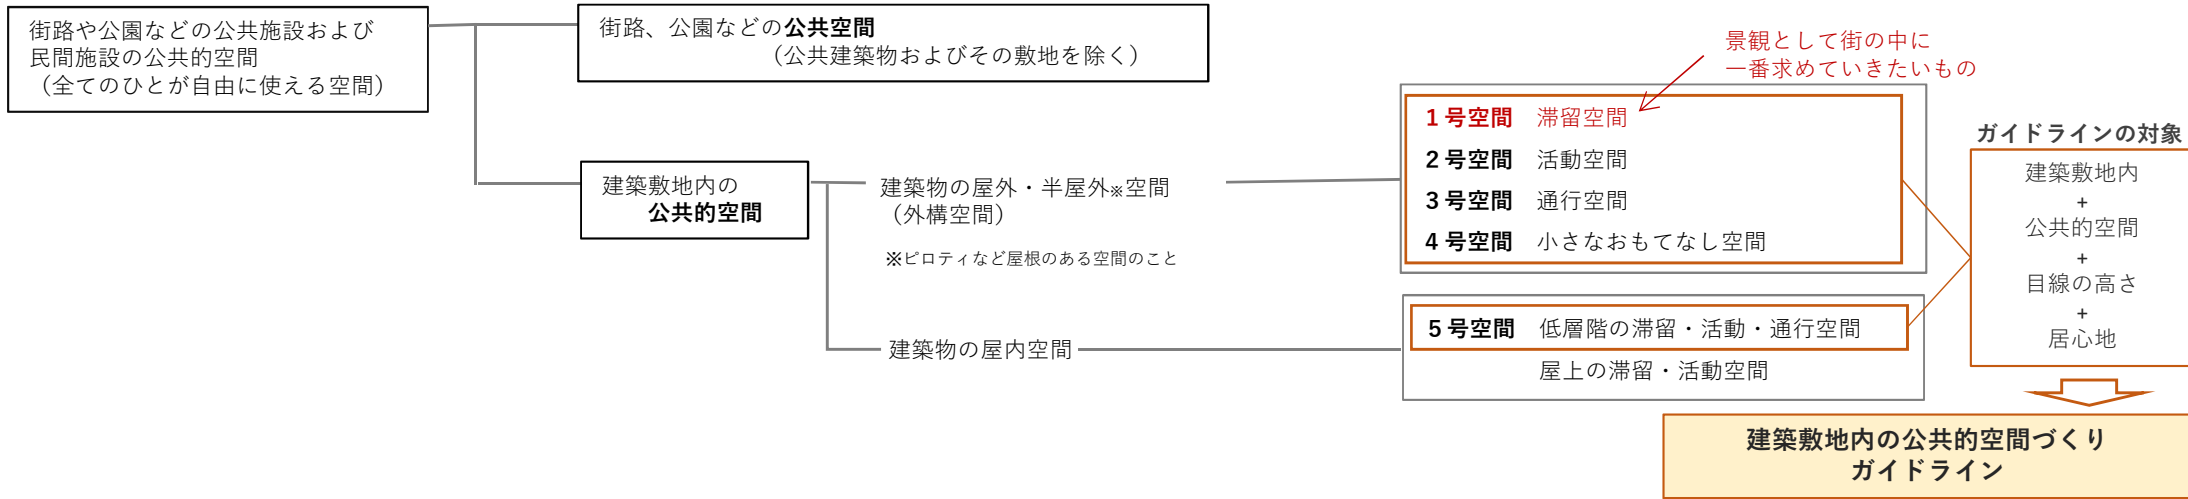 街路や公園などの公共施設および
民間施設の公共的空間
（全てのひとが自由に使える空間）
街路、公園などの公共空間
（公共建築物およびその敷地を除く）
建築敷地内の
公共的空間
建築物の屋外・半屋外※空間
（外構空間）
※ピロティなど屋根のある空間のこと
建築物の屋内空間
景観として街の中に
一番求めていきたいもの
1号空間　滞留空間
2号空間　活動空間
3号空間　通行空間
4号空間　小さなおもてなし空間
5号空間　低層階の滞留・活動・通行空間
屋上の滞留・活動空間
ガイドラインの対象
建築敷地内
+
公共的空間
+
目線の高さ
+
居心地
建築敷地内の公共的空間づくり
ガイドライン